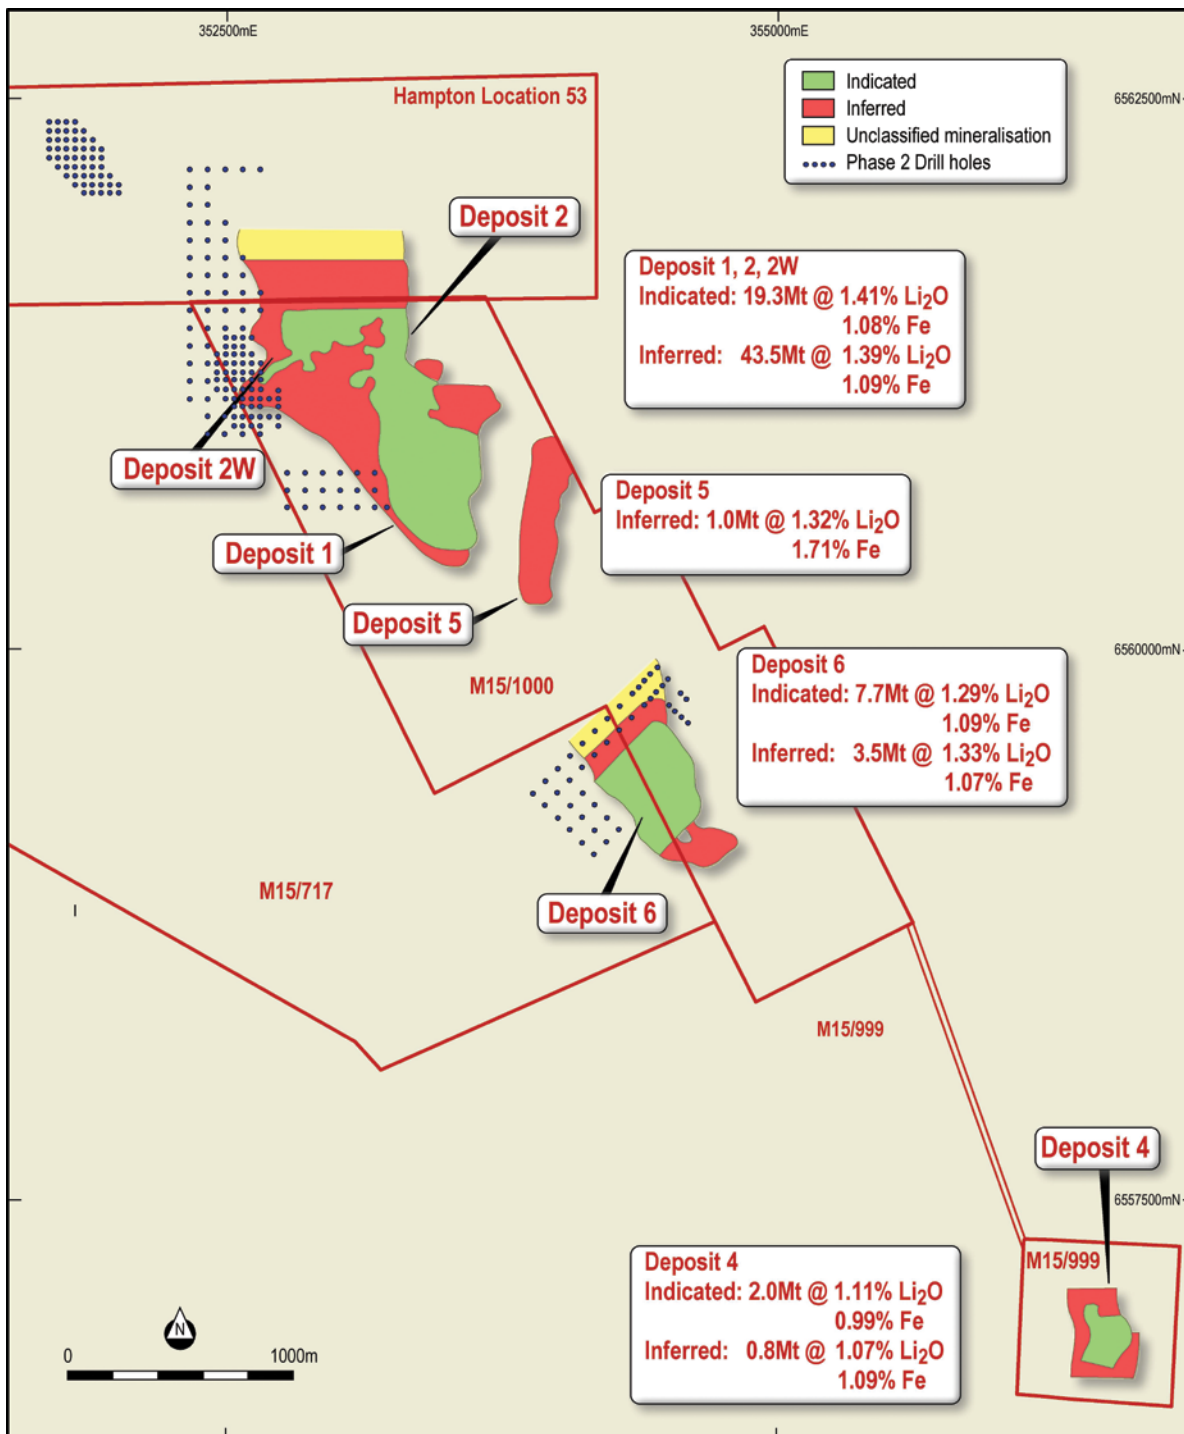 352500mE
355000mE
Hampton Location 53
6562500mN
Indicated
Inferred
Unclassified mineralisation
Phase 2 Drill holes
Deposit 2
Deposit 1, 2, 2W
Indicated: 19.3Mt @ 1.41% Li₂O
1.08% Fe
Inferred: 43.5Mt @ 1.39% Li₂O
1.09% Fe
Deposit 2W
Deposit 5
Inferred: 1.0Mt @ 1.32% Li₂O
1.71% Fe
Deposit 1
Deposit 5
6560000mN
M15/1000
Deposit 6
Indicated: 7.7Mt @ 1.29% Li₂O
1.09% Fe
Inferred: 3.5Mt @ 1.33% Li₂O
1.07% Fe
M15/717
Deposit 6
M15/999
Deposit 4
6557500mN
M15/999
Deposit 4
Indicated: 2.0Mt @ 1.11% Li₂O
0.99% Fe
Inferred: 0.8Mt @ 1.07% Li₂O
1.09% Fe
N
0 1000m